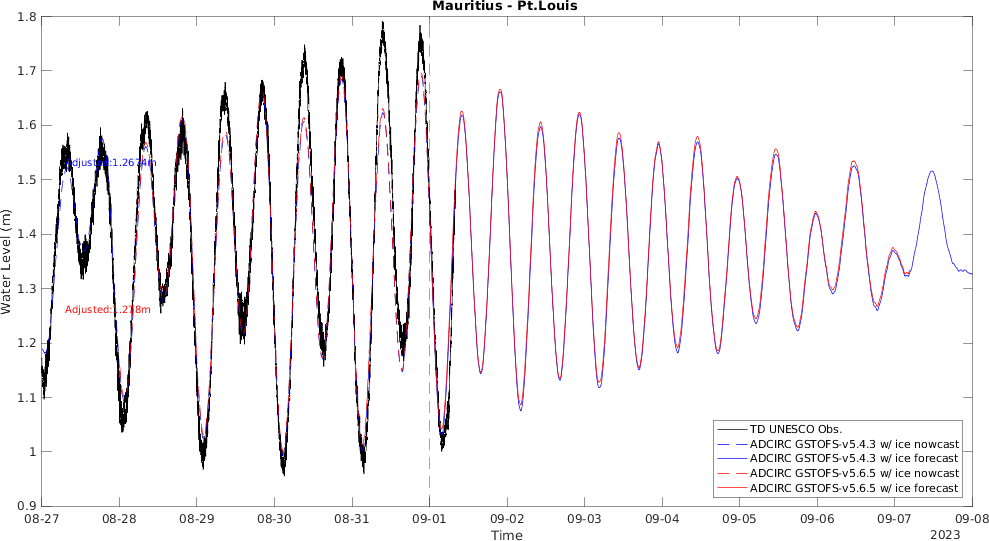 Mauritius - Pt.Louis
1.8
1.7
1.6
1.5
1.4
1.3
1.2
1.1
1
0.9
Water Level (m)
Adjusted:1.2674m
Adjusted:1.278m
TD UNESCO Obs.
ADCIRC GSTOFS-v5.4.3 w/ ice nowcast
ADCIRC GSTOFS-v5.4.3 w/ ice forecast
ADCIRC GSTOFS-v5.6.5 w/ ice nowcast
ADCIRC GSTOFS-v5.6.5 w/ ice forecast
08-27 08-28 08-29 08-30 08-31 09-01 09-02 09-03 09-04 09-05 09-06 09-07 09-08
Time
2023